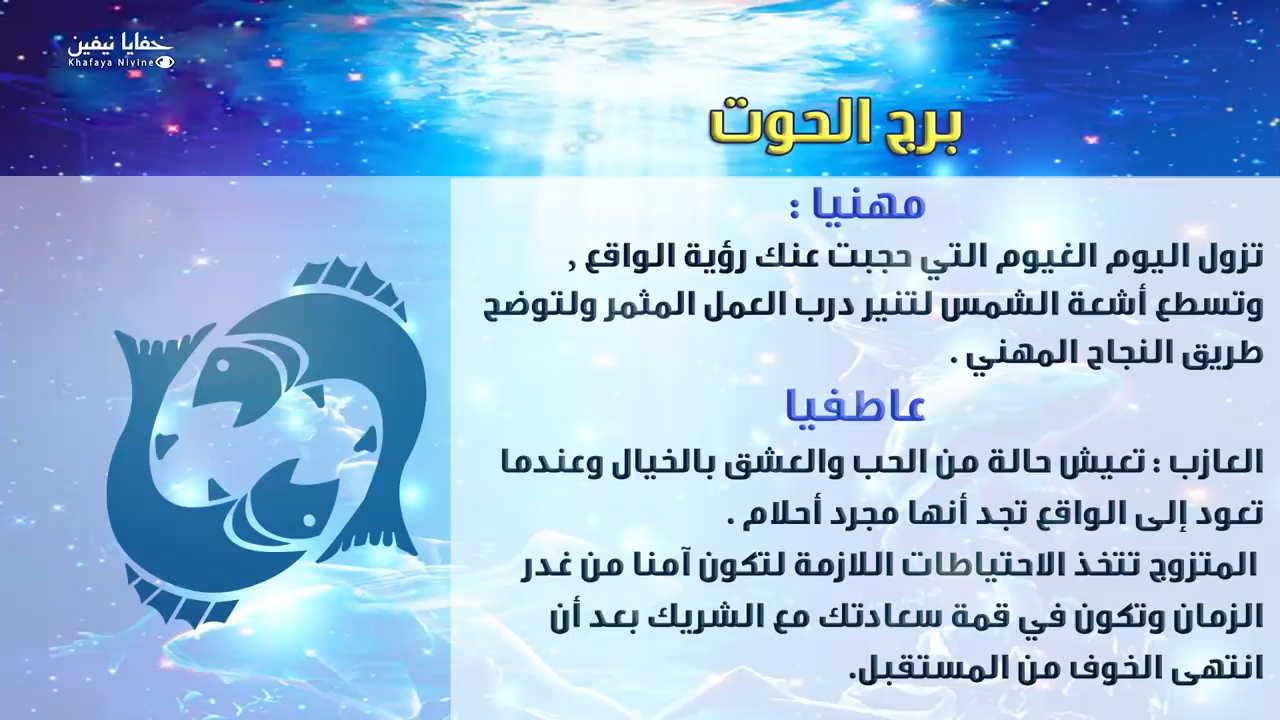 خفايا نيفين
Khafaya Nivine
برج الحوت
مهنيا :
تزول اليوم الغيوم التي حجبت عنك رؤية الواقع ,
وتسطع أشعة الشمس لتنير درب العمل المثمر ولتوضح
طريق النجاح المهني .
عاطفيا
العازب : تعيش حالة من الحب والعشق بالخيال وعندما
تعود إلى الواقع تجد أنها مجرد أحلام .
المتزوج تتخذ الاحتياطات اللازمة لتكون آمنا من غدر
الزمان وتكون في قمة سعادتك مع الشريك بعد أن
انتهى الخوف من المستقبل.